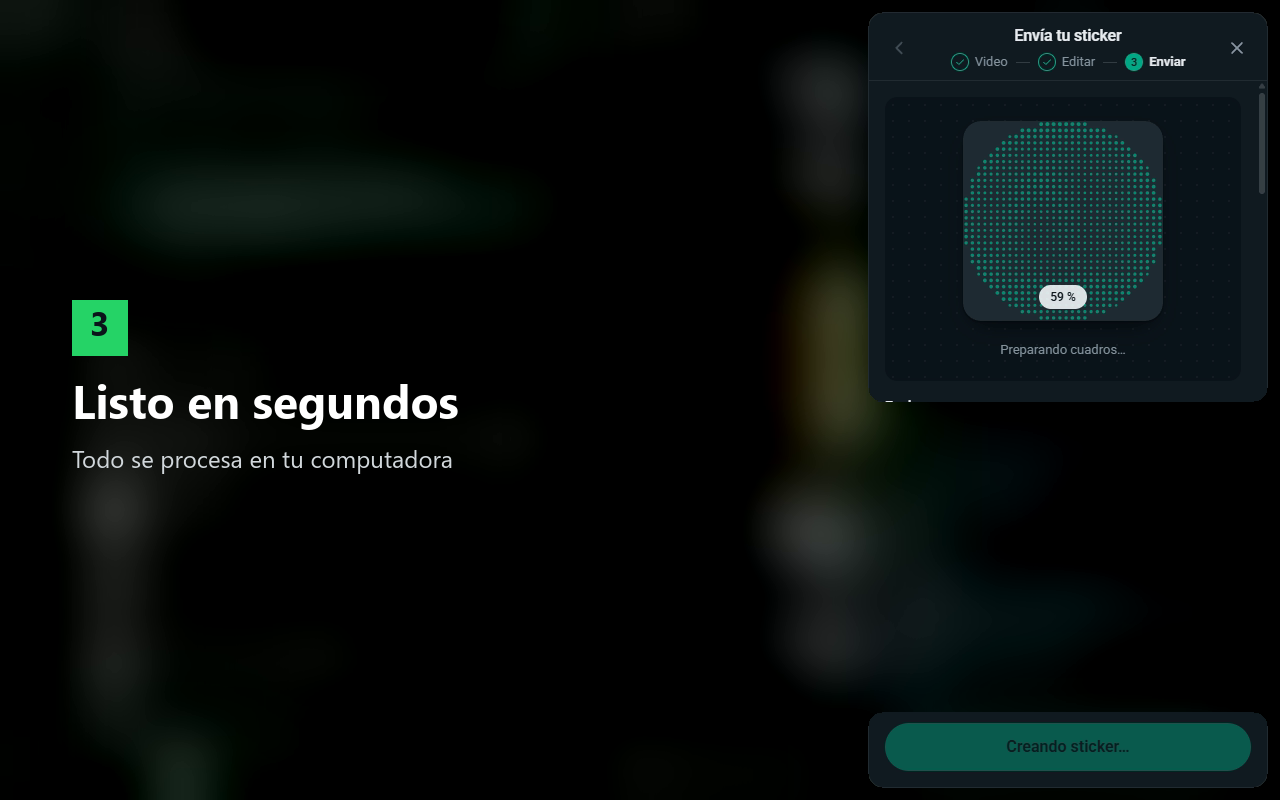 3
Listo en segundos
Todo se procesa en tu computadora
Envía tu sticker
Video
Editar
3 Enviar
59 %
Preparando cuadros…
Creando sticker…